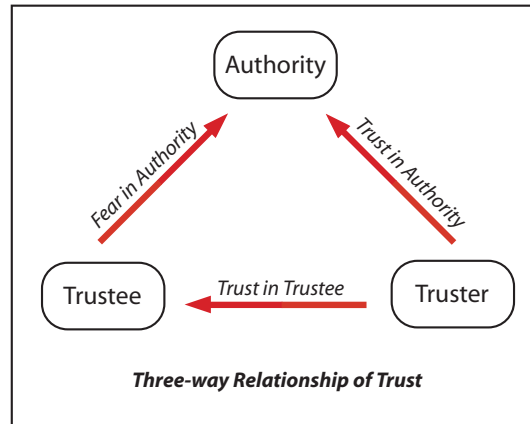 Authority
Fear in Authority
Trust in Authority
Trustee
Trust in Trustee
Truster
Three-way Relationship of Trust